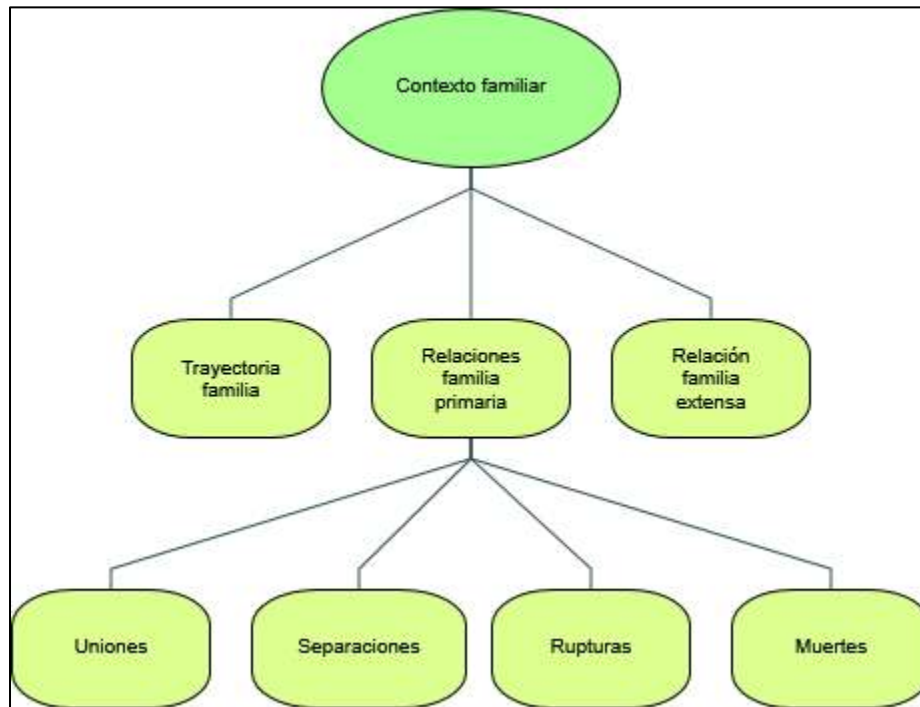 Contexto familiar
Trayectoria
familia
Relaciones
familia
primaria
Relación
familia
extensa
Uniones
Separaciones
Rupturas
Muertes